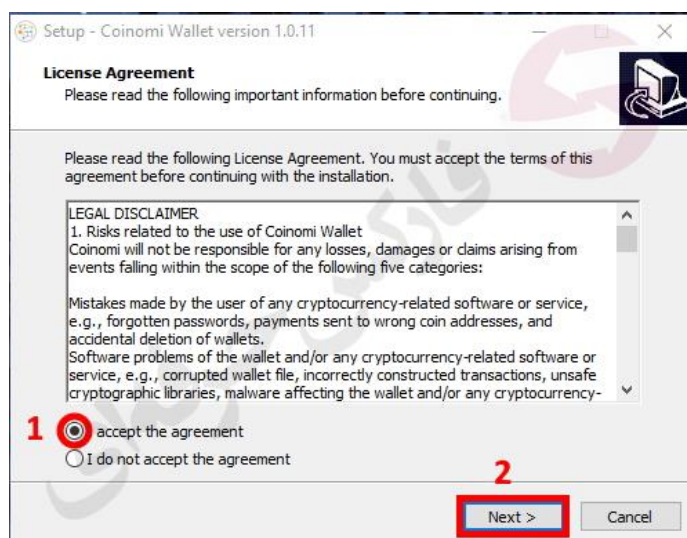 Setup - Coinomi Wallet version 1.0.11
License Agreement
Please read the following important information before continuing.
Please read the following License Agreement. You must accept the terms of this
agreement before continuing with the installation.
LEGAL DISCLAIMER
1. Risks related to the use of Coinomi Wallet
Coinomi will not be responsible for any losses, damages or claims arising from
events falling within the scope of the following five categories:
Mistakes made by the user of any cryptocurrency-related software or service,
e.g., forgotten passwords, payments sent to wrong coin addresses, and
accidental deletion of wallets.
Software problems of the wallet and/or any cryptocurrency-related software or
service, e.g., corrupted wallet file, incorrectly constructed transactions, unsafe
cryptographic libraries, malware affecting the wallet and/or any cryptocurrency-
1 accept the agreement
I do not accept the agreement
2
Next >
Cancel
فارکس حرفه‌ای